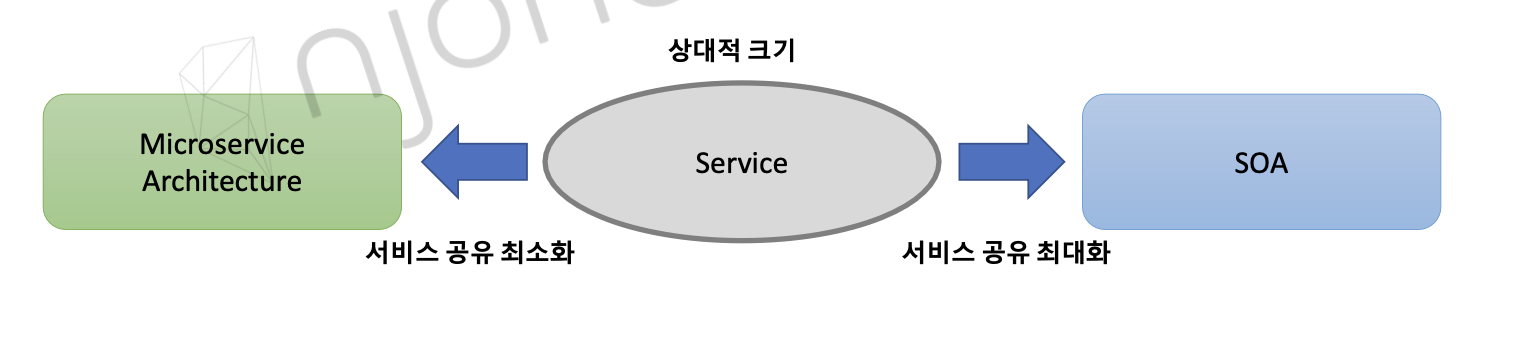 상대적 크기
Microservice
Architecture
Service
SOA
서비스 공유 최소화
서비스 공유 최대화